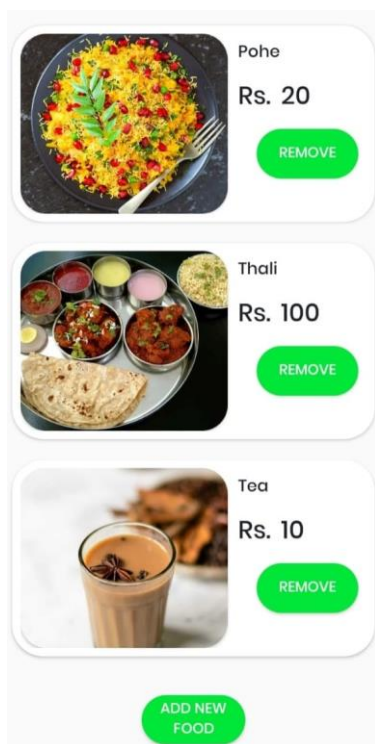 Pohe
Rs. 20
REMOVE
Thali
Rs. 100
REMOVE
Tea
Rs. 10
REMOVE
ADD NEW
FOOD